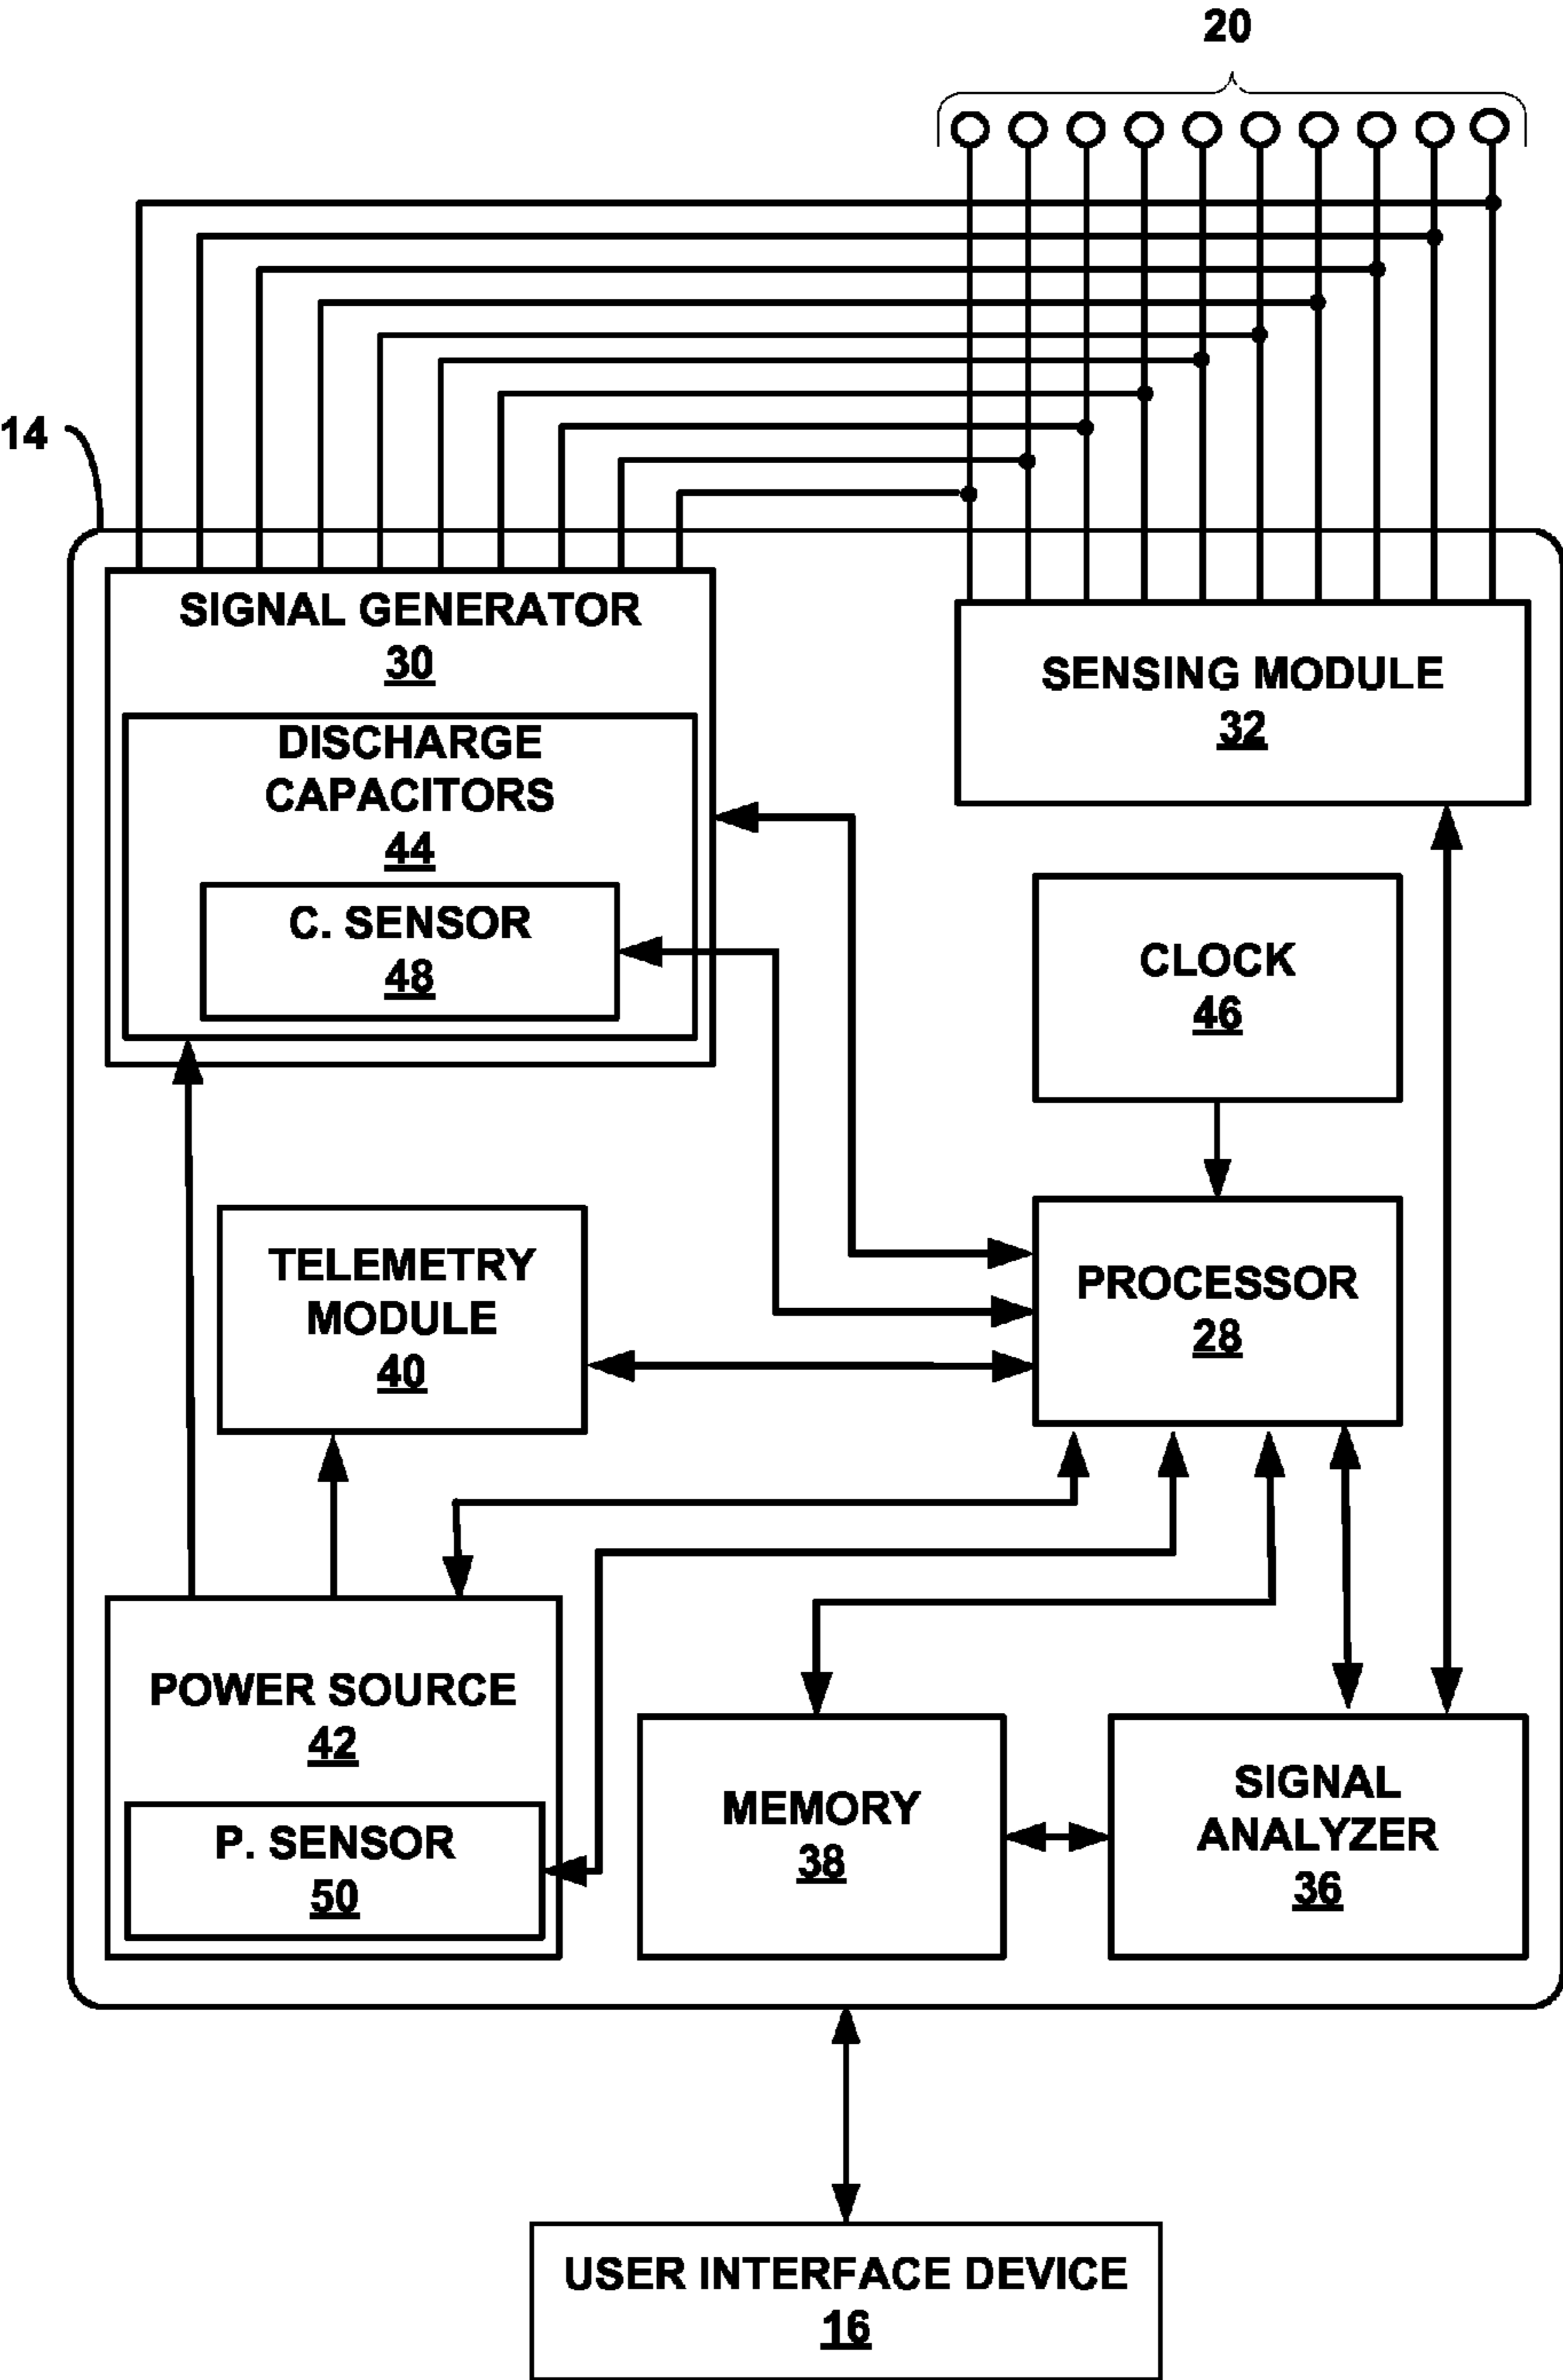 20
14
SIGNAL GENERATOR
30
DISCHARGE
CAPACITORS
44
C. SENSOR
48
SENSING MODULE
32
CLOCK
46
TELEMETRY
MODULE
40
PROCESSOR
28
POWER SOURCE
42
P. SENSOR
50
MEMORY
38
SIGNAL
ANALYZER
36
USER INTERFACE DEVICE
16